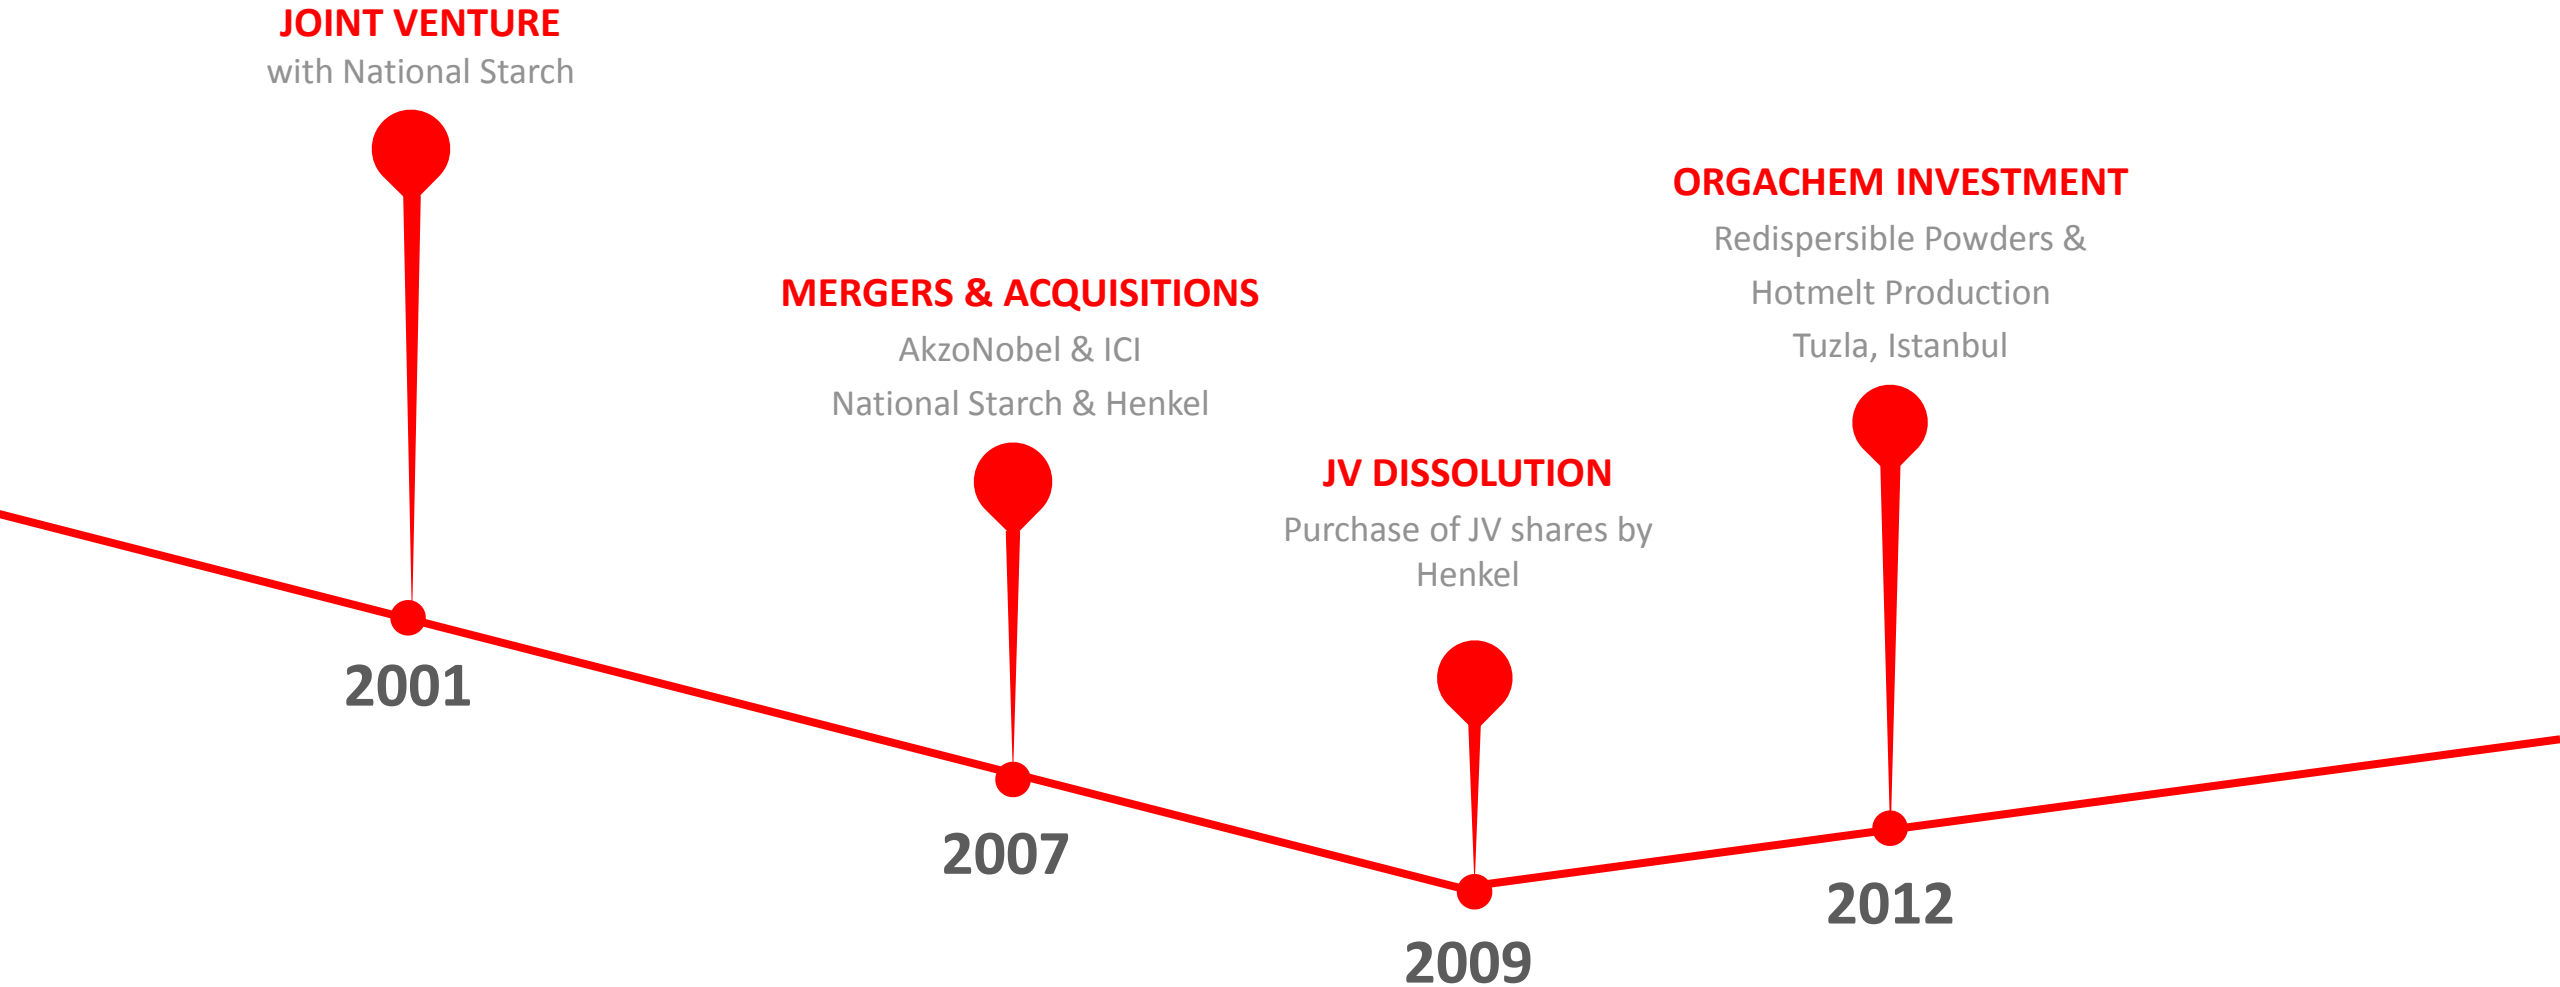 JOINT VENTURE
with National Starch
2001
MERGERS & ACQUISITIONS
AkzoNobel & ICI
National Starch & Henkel
2007
JV DISSOLUTION
Purchase of JV shares by
Henkel
2009
ORGACHEM INVESTMENT
Redispersible Powders &
Hotmelt Production
Tuzla, Istanbul
2012